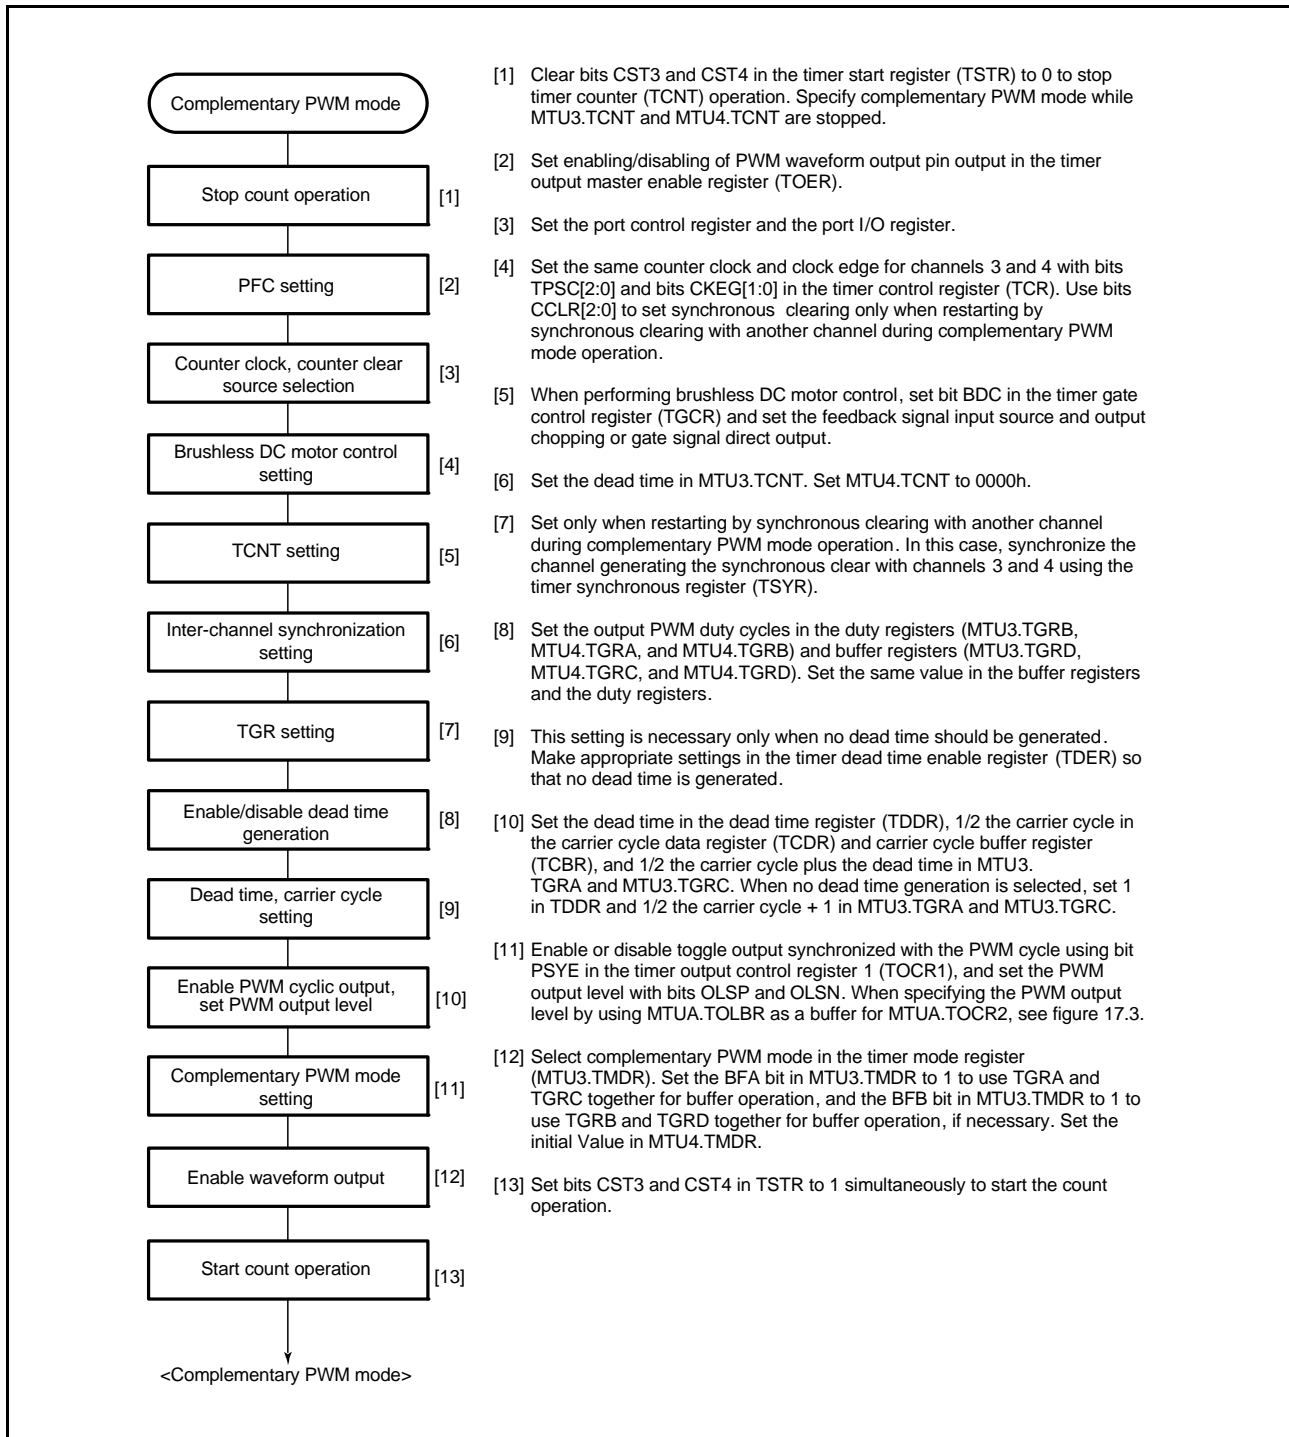 Complementary PWM mode
Stop count operation
[1]
PFC setting
[2]
Counter clock, counter clear
source selection
[3]
Brushless DC motor control
setting
[4]
TCNT setting
[5]
Inter-channel synchronization
setting
[6]
TGR setting
[7]
Enable/disable dead time
generation
[8]
Dead time, carrier cycle
setting
[9]
Enable PWM cyclic output,
set PWM output level
[10]
Complementary PWM mode
setting
[11]
Enable waveform output
[12]
Start count operation
[13]
<Complementary PWM mode>
[1] Clear bits CST3 and CST4 in the timer start register (TSTR) to 0 to stop
timer counter (TCNT) operation. Specify complementary PWM mode while
MTU3.TCNT and MTU4.TCNT are stopped.
[2] Set enabling/disabling of PWM waveform output pin output in the timer
output master enable register (TOER).
[3] Set the port control register and the port I/O register.
[4] Set the same counter clock and clock edge for channels 3 and 4 with bits
TPSC[2:0] and bits CKEG[1:0] in the timer control register (TCR). Use bits
CCLR[2:0] to set synchronous clearing only when restarting by
synchronous clearing with another channel during complementary PWM
mode operation.
[5] When performing brushless DC motor control, set bit BDC in the timer gate
control register (TGCR) and set the feedback signal input source and output
chopping or gate signal direct output.
[6] Set the dead time in MTU3.TCNT. Set MTU4.TCNT to 0000h.
[7] Set only when restarting by synchronous clearing with another channel
during complementary PWM mode operation. In this case, synchronize the
channel generating the synchronous clear with channels 3 and 4 using the
timer synchronous register (TSYR).
[8] Set the output PWM duty cycles in the duty registers (MTU3.TGRB,
MTU4.TGRA, and MTU4.TGRB) and buffer registers (MTU3.TGRD,
MTU4.TGRC, and MTU4.TGRD). Set the same value in the buffer registers
and the duty registers.
[9] This setting is necessary only when no dead time should be generated.
Make appropriate settings in the timer dead time enable register (TDER) so
that no dead time is generated.
[10] Set the dead time in the dead time register (TDDR), 1/2 the carrier cycle in
the carrier cycle data register (TCDR) and carrier cycle buffer register
(TCBR), and 1/2 the carrier cycle plus the dead time in MTU3.
TGRA and MTU3.TGRC. When no dead time generation is selected, set 1
in TDDR and 1/2 the carrier cycle + 1 in MTU3.TGRA and MTU3.TGRC.
[11] Enable or disable toggle output synchronized with the PWM cycle using bit
PSYE in the timer output control register 1 (TOCR1), and set the PWM
output level with bits OLSP and OLSN. When specifying the PWM output
level by using MTUA.TOLBR as a buffer for MTUA.TOCR2, see figure 17.3.
[12] Select complementary PWM mode in the timer mode register
(MTU3.TMDR). Set the BFA bit in MTU3.TMDR to 1 to use TGRA and
TGRC together for buffer operation, and the BFB bit in MTU3.TMDR to 1 to
use TGRB and TGRD together for buffer operation, if necessary. Set the
initial Value in MTU4.TMDR.
[13] Set bits CST3 and CST4 in TSTR to 1 simultaneously to start the count
operation.